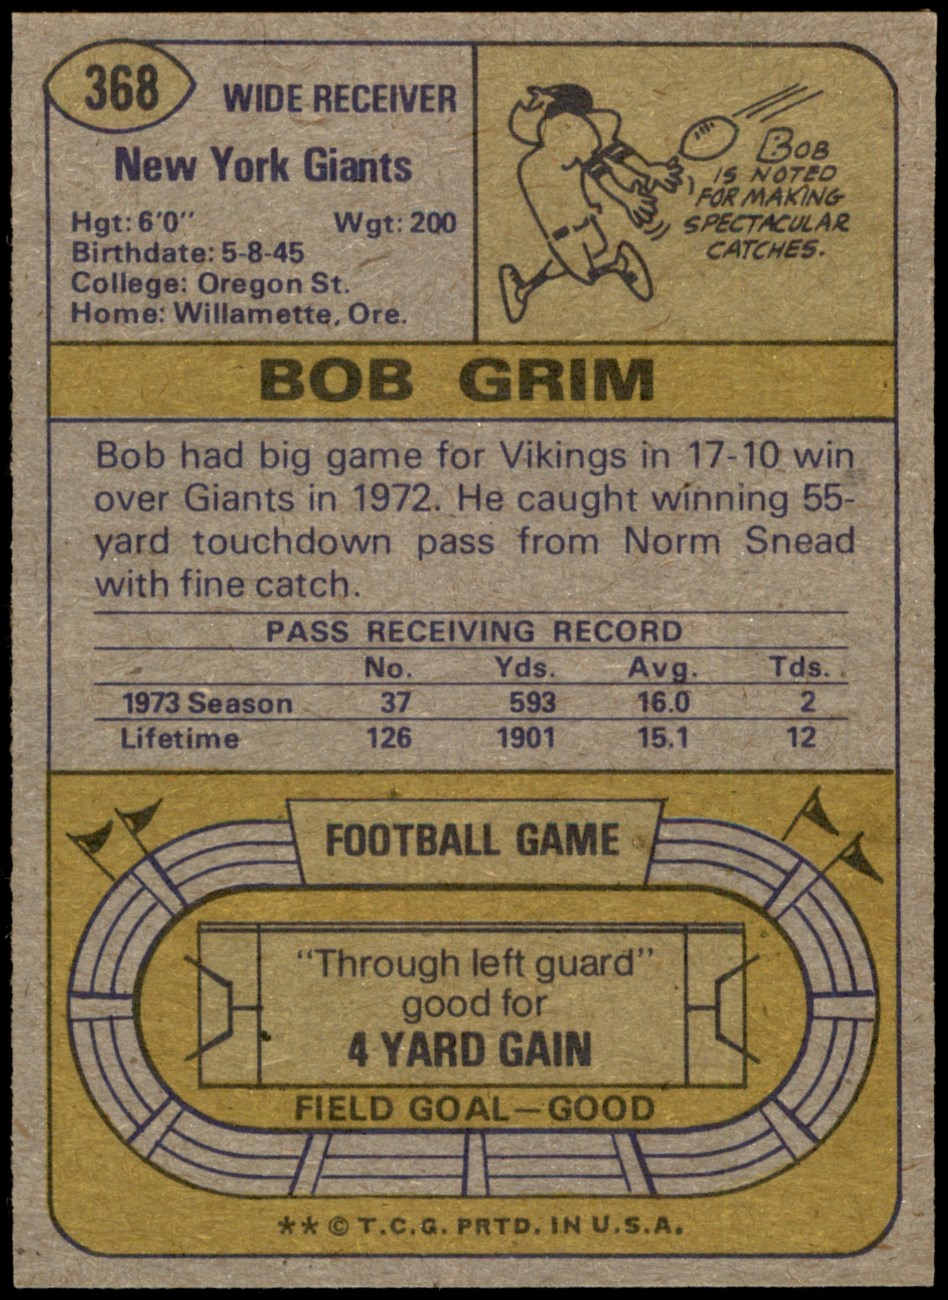 368
WIDE RECEIVER
New York Giants
Hgt: 6'0" Wgt: 200
Birthdate: 5-8-45
College: Oregon St.
Home: Willamette, Ore.
BOB
IS NOTED
FOR MAKING
SPECTACULAR
CATCHES.
BOB GRIM
Bob had big game for Vikings in 17-10 win
over Giants in 1972. He caught winning 55-
yard touchdown pass from Norm Snead
with fine catch.
PASS RECEIVING RECORD
No. Yds. Avg. Tds.
1973 Season 37 593 16.0 2
Lifetime 126 1901 15.1 12
FOOTBALL GAME
"Through left guard"
good for
4 YARD GAIN
FIELD GOAL—GOOD
** © T.C.G. PRTD. IN U.S.A.